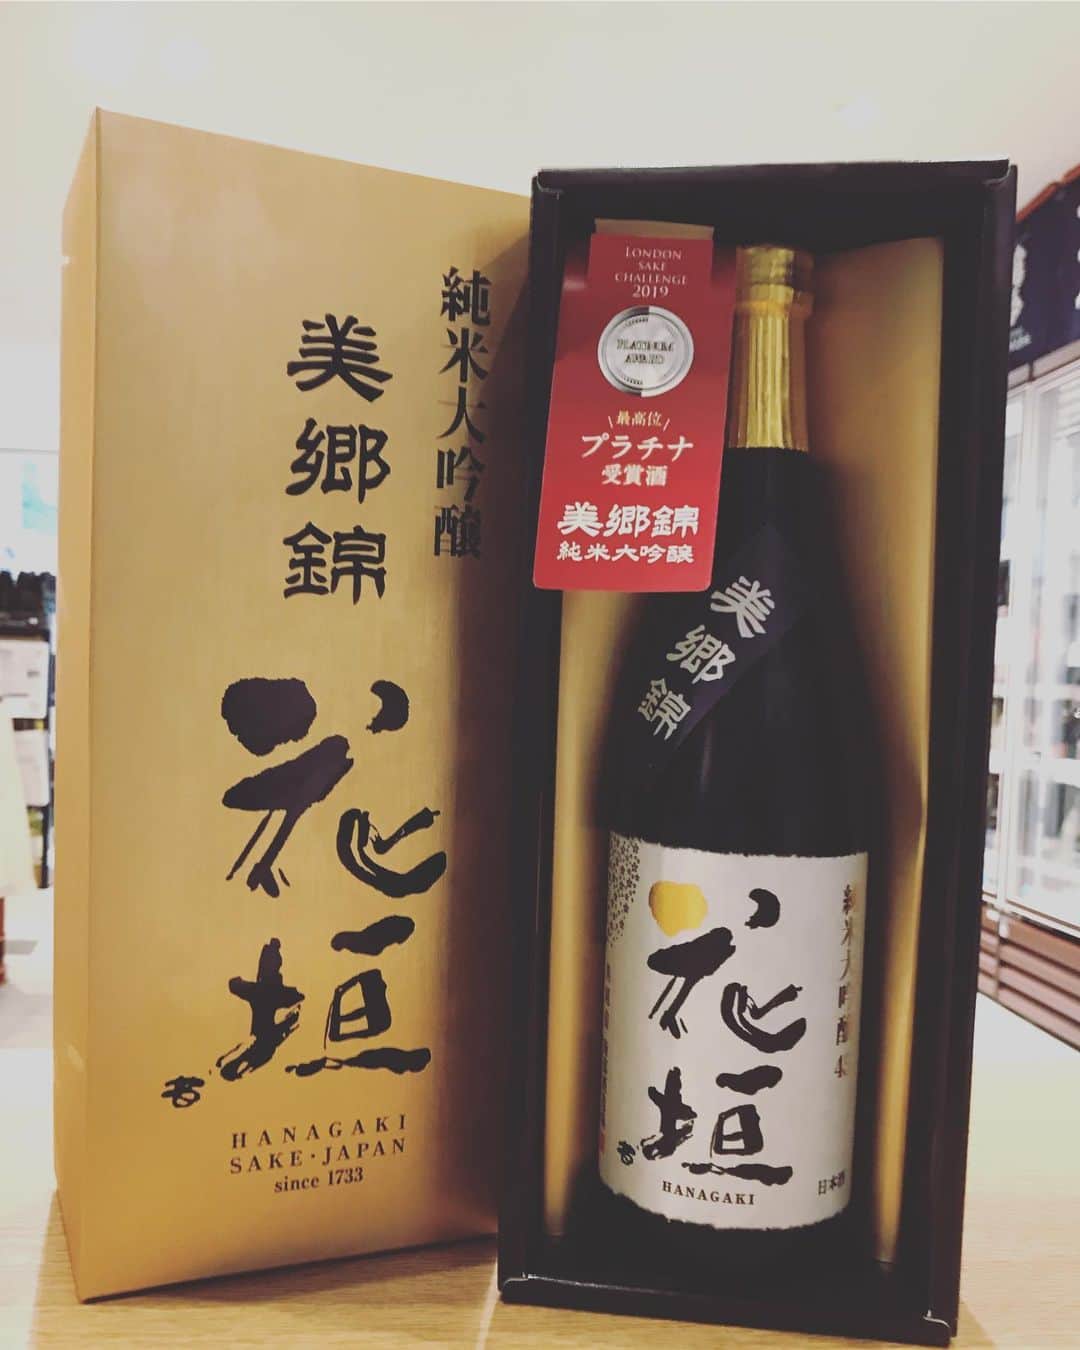 純米大吟醸
美郷錦
花垣
HANAGAKI
SAKE・JAPAN
since 1733
LONDON
SAKE
CHALLENGE
2019
PLATINUM
AWARD
最高位
プラチナ
受賞酒
美郷錦
純米大吟醸
美郷錦
純米大吟醸
花垣
HANAGAKI
日本酒